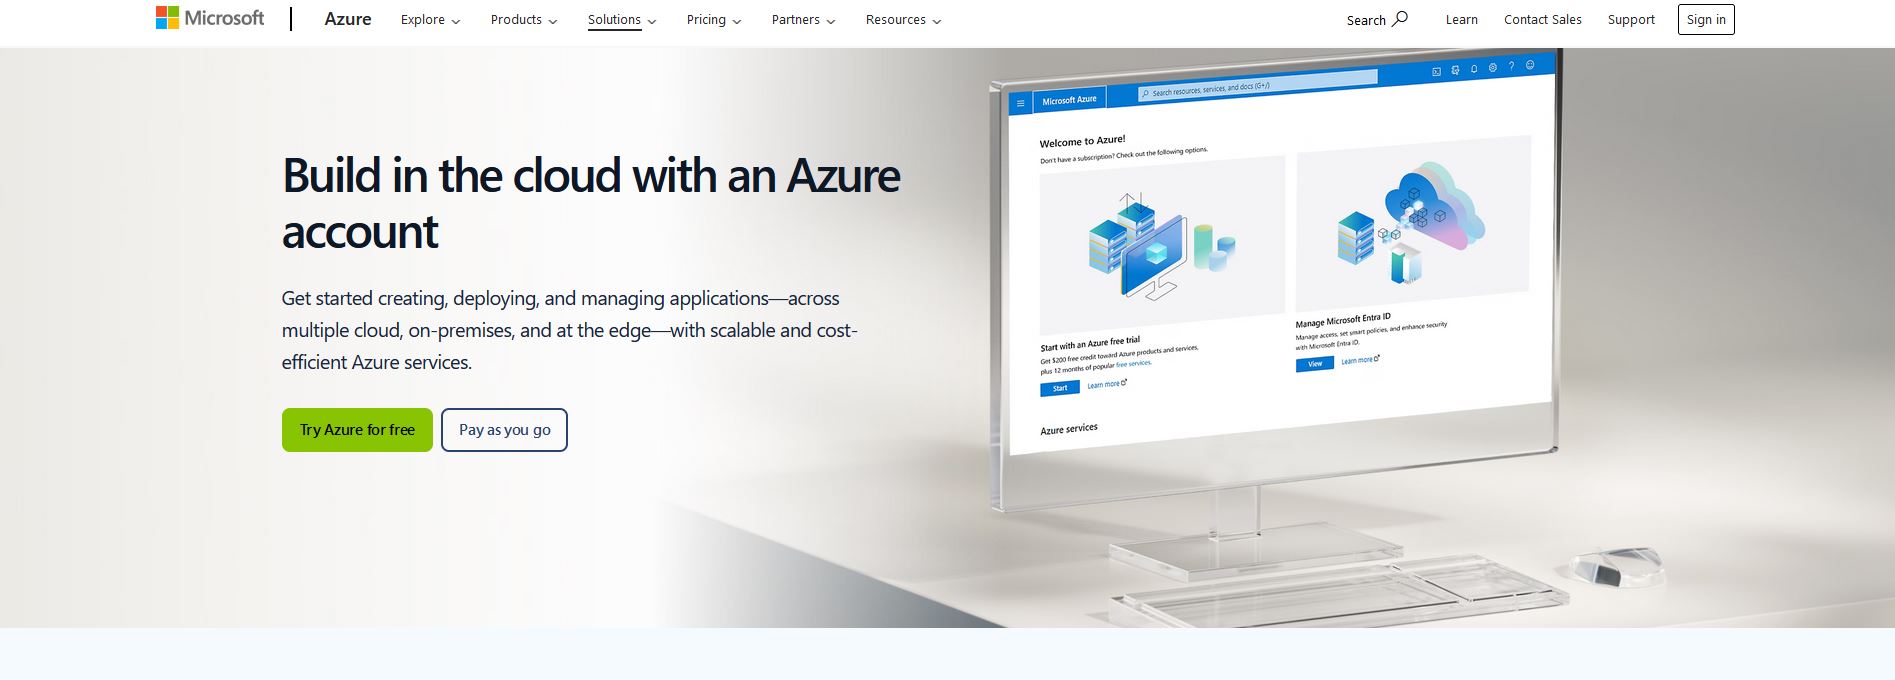 Microsoft
Azure
Explore
Products
Solutions
Pricing
Partners
Resources
Search
Learn
Contact Sales
Support
Sign in
Build in the cloud with an Azure
account
Get started creating, deploying, and managing applications—across
multiple cloud, on-premises, and at the edge—with scalable and cost-
efficient Azure services.
Try Azure for free
Pay as you go
Microsoft Azure
Search resources, services, and docs (G+/)
Welcome to Azure!
Don't have a subscription? Check out the following options.
Start with an Azure free trial
Get $200 free credit toward Azure products and services,
plus 12 months of popular free services.
Start
Learn more
Manage Microsoft Entra ID
Manage access, set smart policies, and enhance security
with Microsoft Entra ID.
View
Learn more
Azure services